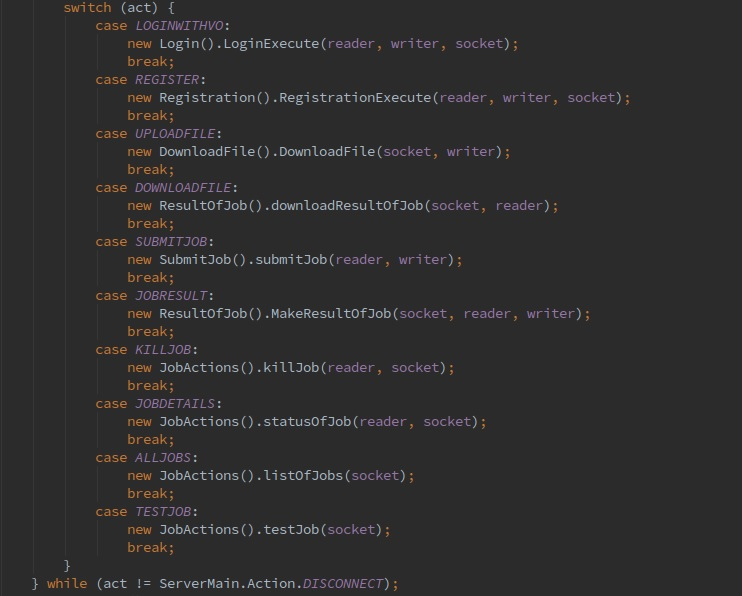 switch (act) {
case LOGINWITHVO:
new Login().LoginExecute(reader, writer, socket);
break;
case REGISTER:
new Registration().RegistrationExecute(reader, writer, socket);
break;
case UPLOADFILE:
new DownloadFile().DownloadFile(socket, writer);
break;
case DOWNLOADFILE:
new ResultOfJob().downloadResultOfJob(socket, reader);
break;
case SUBMITJOB:
new SubmitJob().submitJob(reader, writer);
break;
case JOBRESULT:
new ResultOfJob().MakeResultOfJob(socket, reader, writer);
break;
case KILLJOB:
new JobActions().killJob(reader, socket);
break;
case JOBDETAILS:
new JobActions().statusOfJob(reader, socket);
break;
case ALLJOBS:
new JobActions().listOfJobs(socket);
break;
case TESTJOB:
new JobActions().testJob(socket);
break;
}
} while (act != ServerMain.Action.DISCONNECT);